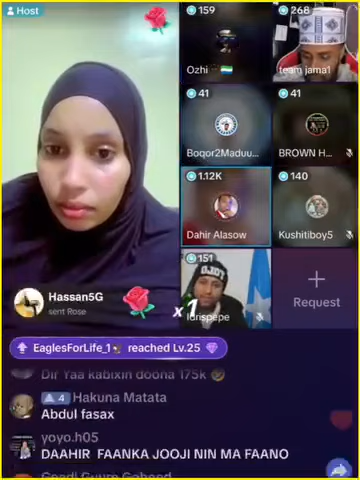 Host
159
Ozhi
268
team jama1
41
Boqor2Maduu...
41
BROWN H...
1.12K
Dahir Alasow
140
Kushitiboy5
151
Idrispepe
Request
Hassan5G
sent Rose
x1
EaglesForLife_1 reached Lv.25
Dir Yaa kabixin doona 175k
4 Hakuna Matata
Abdul fasax
yoyo.h05
DAAHIR FAANKA JOOJI NIN MA FAANO